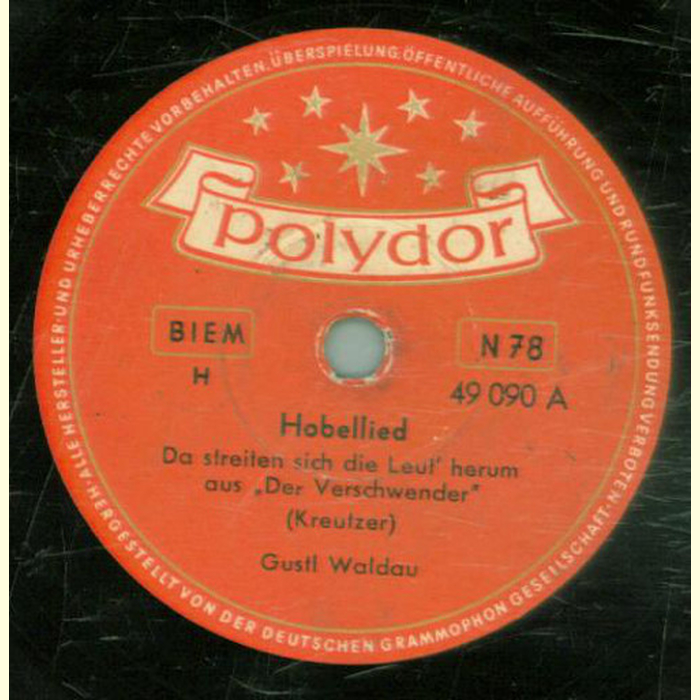 ·ALLE HERSTELLER·UND URHEBERRECHTE VORBEHALTEN. ÜBERSPIELUNG, ÖFFENTLICHE AUFFÜHRUNG UND RUNDFUNKSENDUNG VERBOTEN·
polydor
BIEM
N 78
H
49 090 A
Hobellied
Da streiten sich die Leut' herum
aus „Der Verschwender"
(Kreutzer)
Gustl Waldau
HERGESTELLT VON DER DEUTSCHEN GRAMMOPHON GESELLSCHAFT·